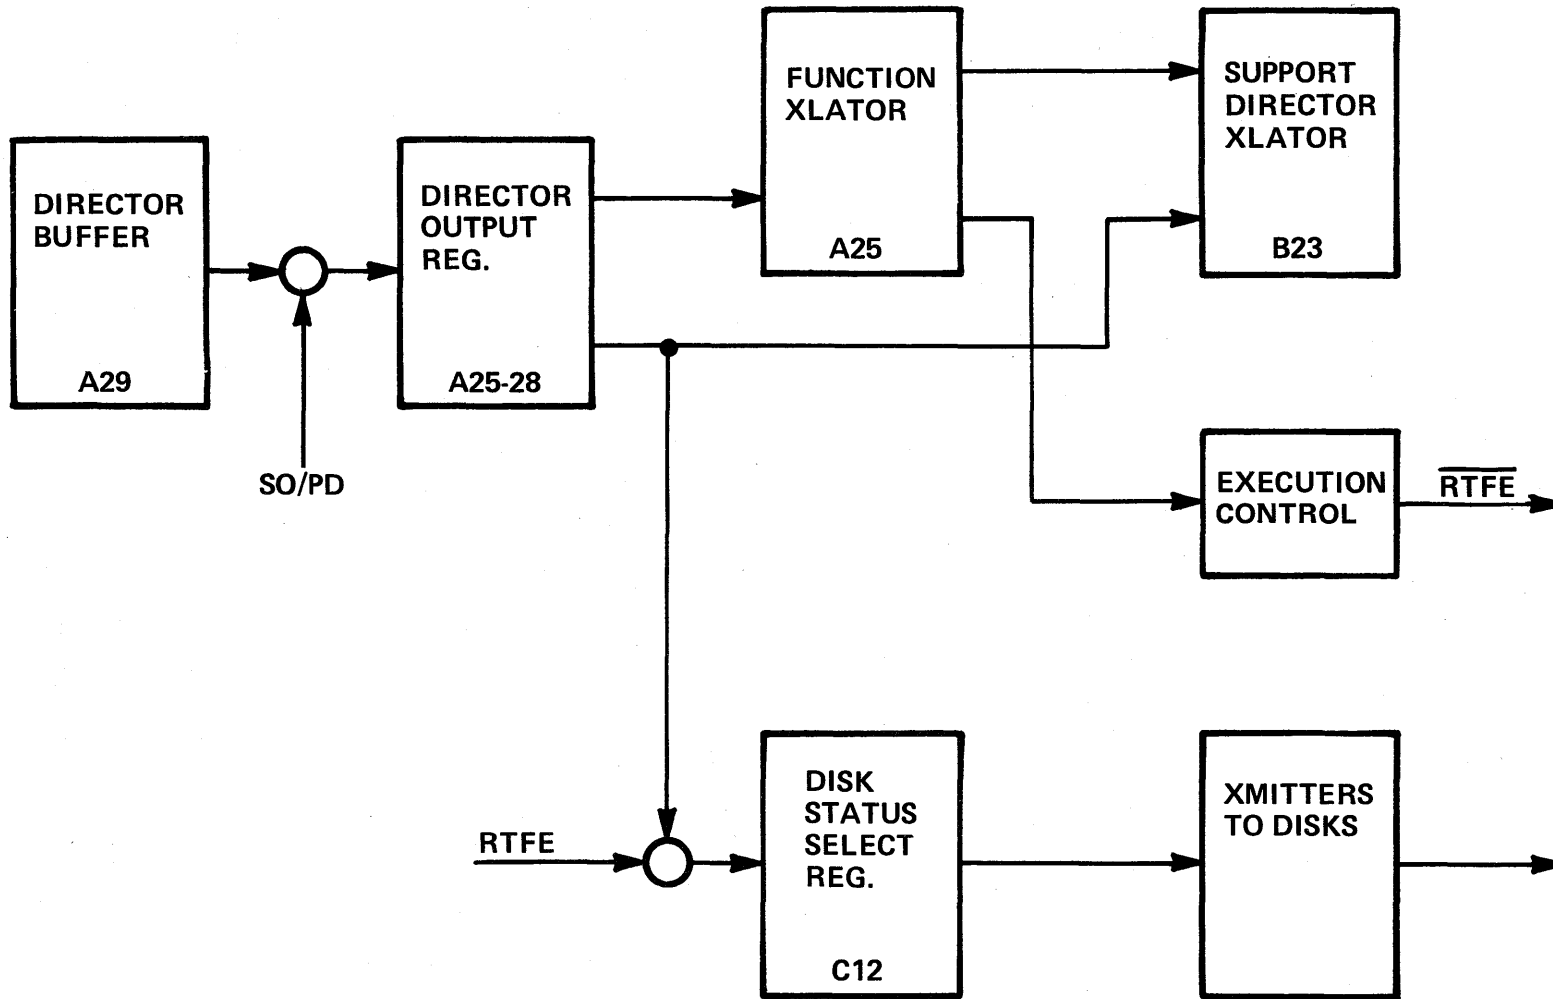 DIRECTOR
BUFFER
A29
SO/PD
DIRECTOR
OUTPUT
REG.
A25-28
FUNCTION
XLATOR
A25
SUPPORT
DIRECTOR
XLATOR
B23
EXECUTION
CONTROL
RTFE
RTFE
DISK
STATUS
SELECT
REG.
C12
XMITTERS
TO DISKS